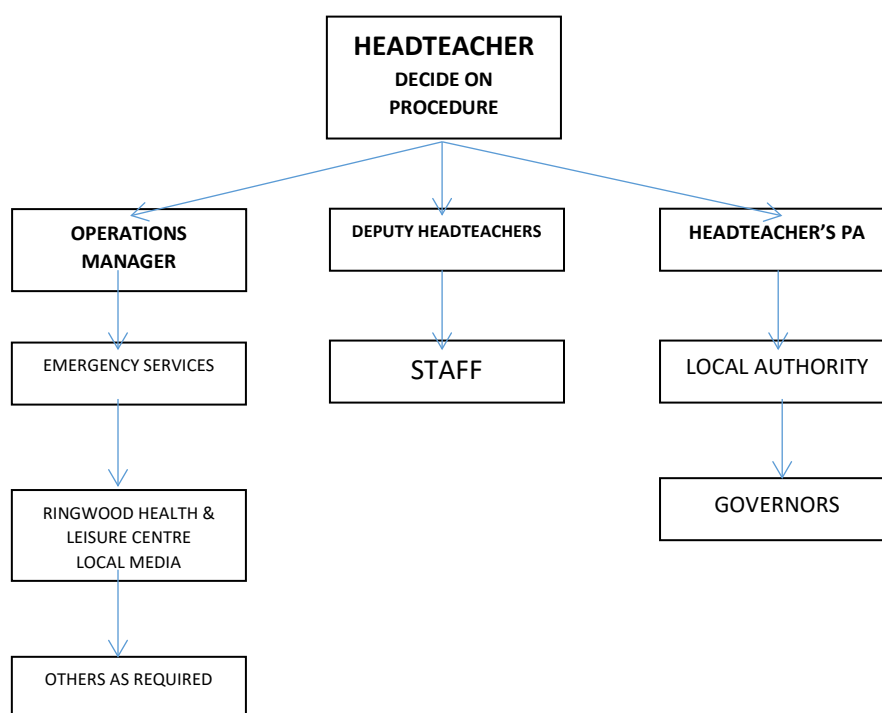 HEADTEACHER
DECIDE ON
PROCEDURE
OPERATIONS
MANAGER
DEPUTY HEADTEACHERS
HEADTEACHER’S PA
EMERGENCY SERVICES
STAFF
LOCAL AUTHORITY
RINGWOOD HEALTH &
LEISURE CENTRE
LOCAL MEDIA
GOVERNORS
OTHERS AS REQUIRED